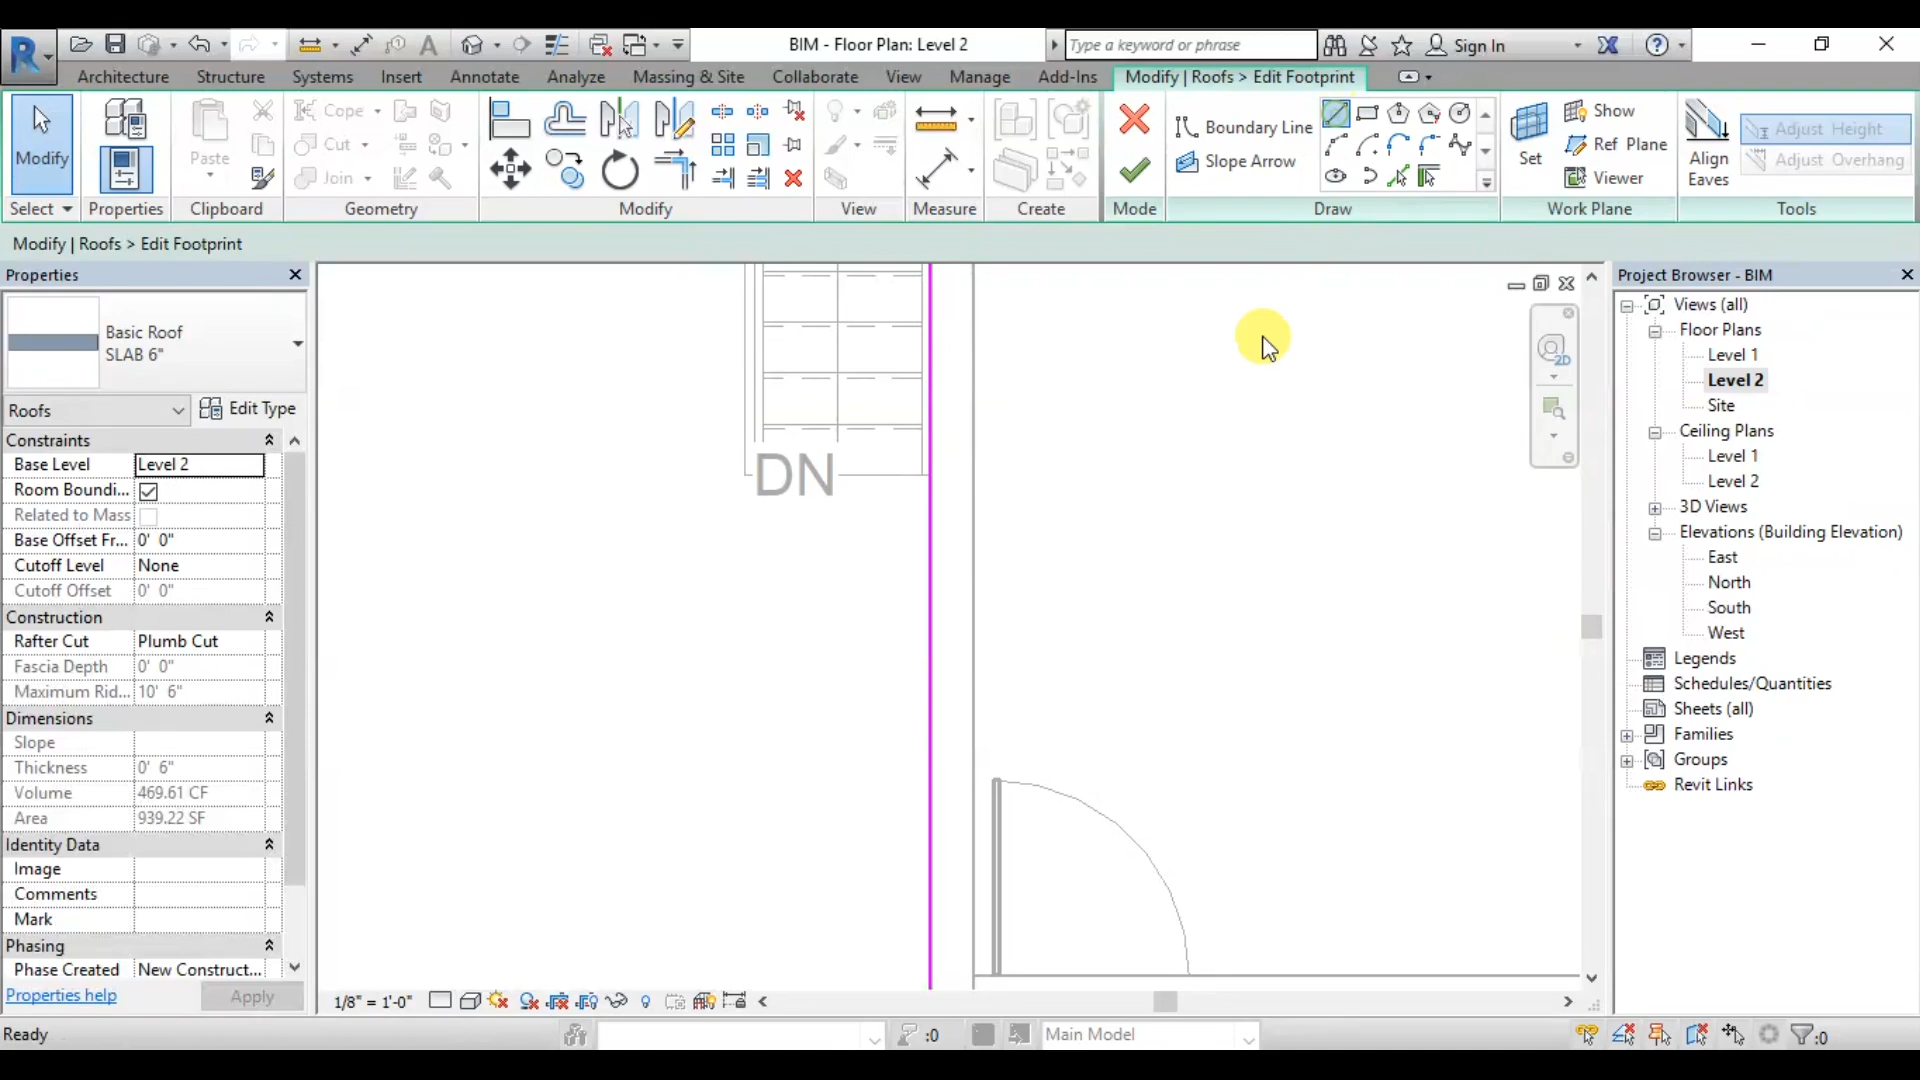 BIM - Floor Plan: Level 2
Type a keyword or phrase
Sign In
Architecture Structure Systems Insert Annotate Analyze Massing & Site Collaborate View Manage Add-Ins Modify | Roofs > Edit Footprint
Modify
Paste
Cope
Cut
Join
Boundary Line
Slope Arrow
Set
Show
Ref Plane
Viewer
Align
Eaves
Adjust Height
Adjust Overhang
Select Properties Clipboard Geometry Modify View Measure Create Mode Draw Work Plane Tools
Modify | Roofs > Edit Footprint
Properties
Basic Roof
SLAB 6"
Roofs
Edit Type
Constraints
Base Level Level 2
Room Boundi...
Related to Mass
Base Offset Fr... 0' 0"
Cutoff Level None
Cutoff Offset 0' 0"
Construction
Rafter Cut Plumb Cut
Fascia Depth 0' 0"
Maximum Rid... 10' 6"
Dimensions
Slope
Thickness 0' 6"
Volume 469.61 CF
Area 939.22 SF
Identity Data
Image
Comments
Mark
Phasing
Phase Created New Construct...
Properties help
Apply
DN
2D
Project Browser - BIM
Views (all)
Floor Plans
Level 1
Level 2
Site
Ceiling Plans
Level 1
Level 2
3D Views
Elevations (Building Elevation)
East
North
South
West
Legends
Schedules/Quantities
Sheets (all)
Families
Groups
Revit Links
1/8" = 1'-0"
Ready
:0
Main Model
:0